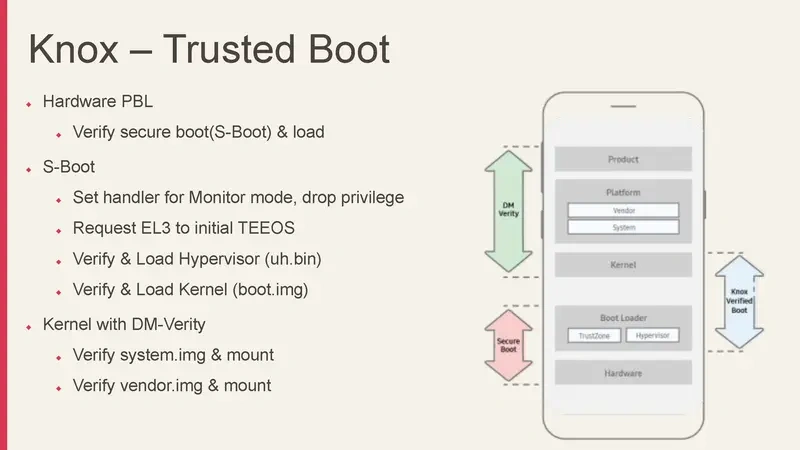 Knox – Trusted Boot
Hardware PBL
Verify secure boot(S-Boot) & load
S-Boot
Set handler for Monitor mode, drop privilege
Request EL3 to initial TEEOS
Verify & Load Hypervisor (uh.bin)
Verify & Load Kernel (boot.img)
Kernel with DM-Verity
Verify system.img & mount
Verify vendor.img & mount
DM
Verity
Secure
Boot
Product
Platform
Vendor
System
Kernel
Boot Loader
TrustZone
Hypervisor
Hardware
Knox
Verified
Boot